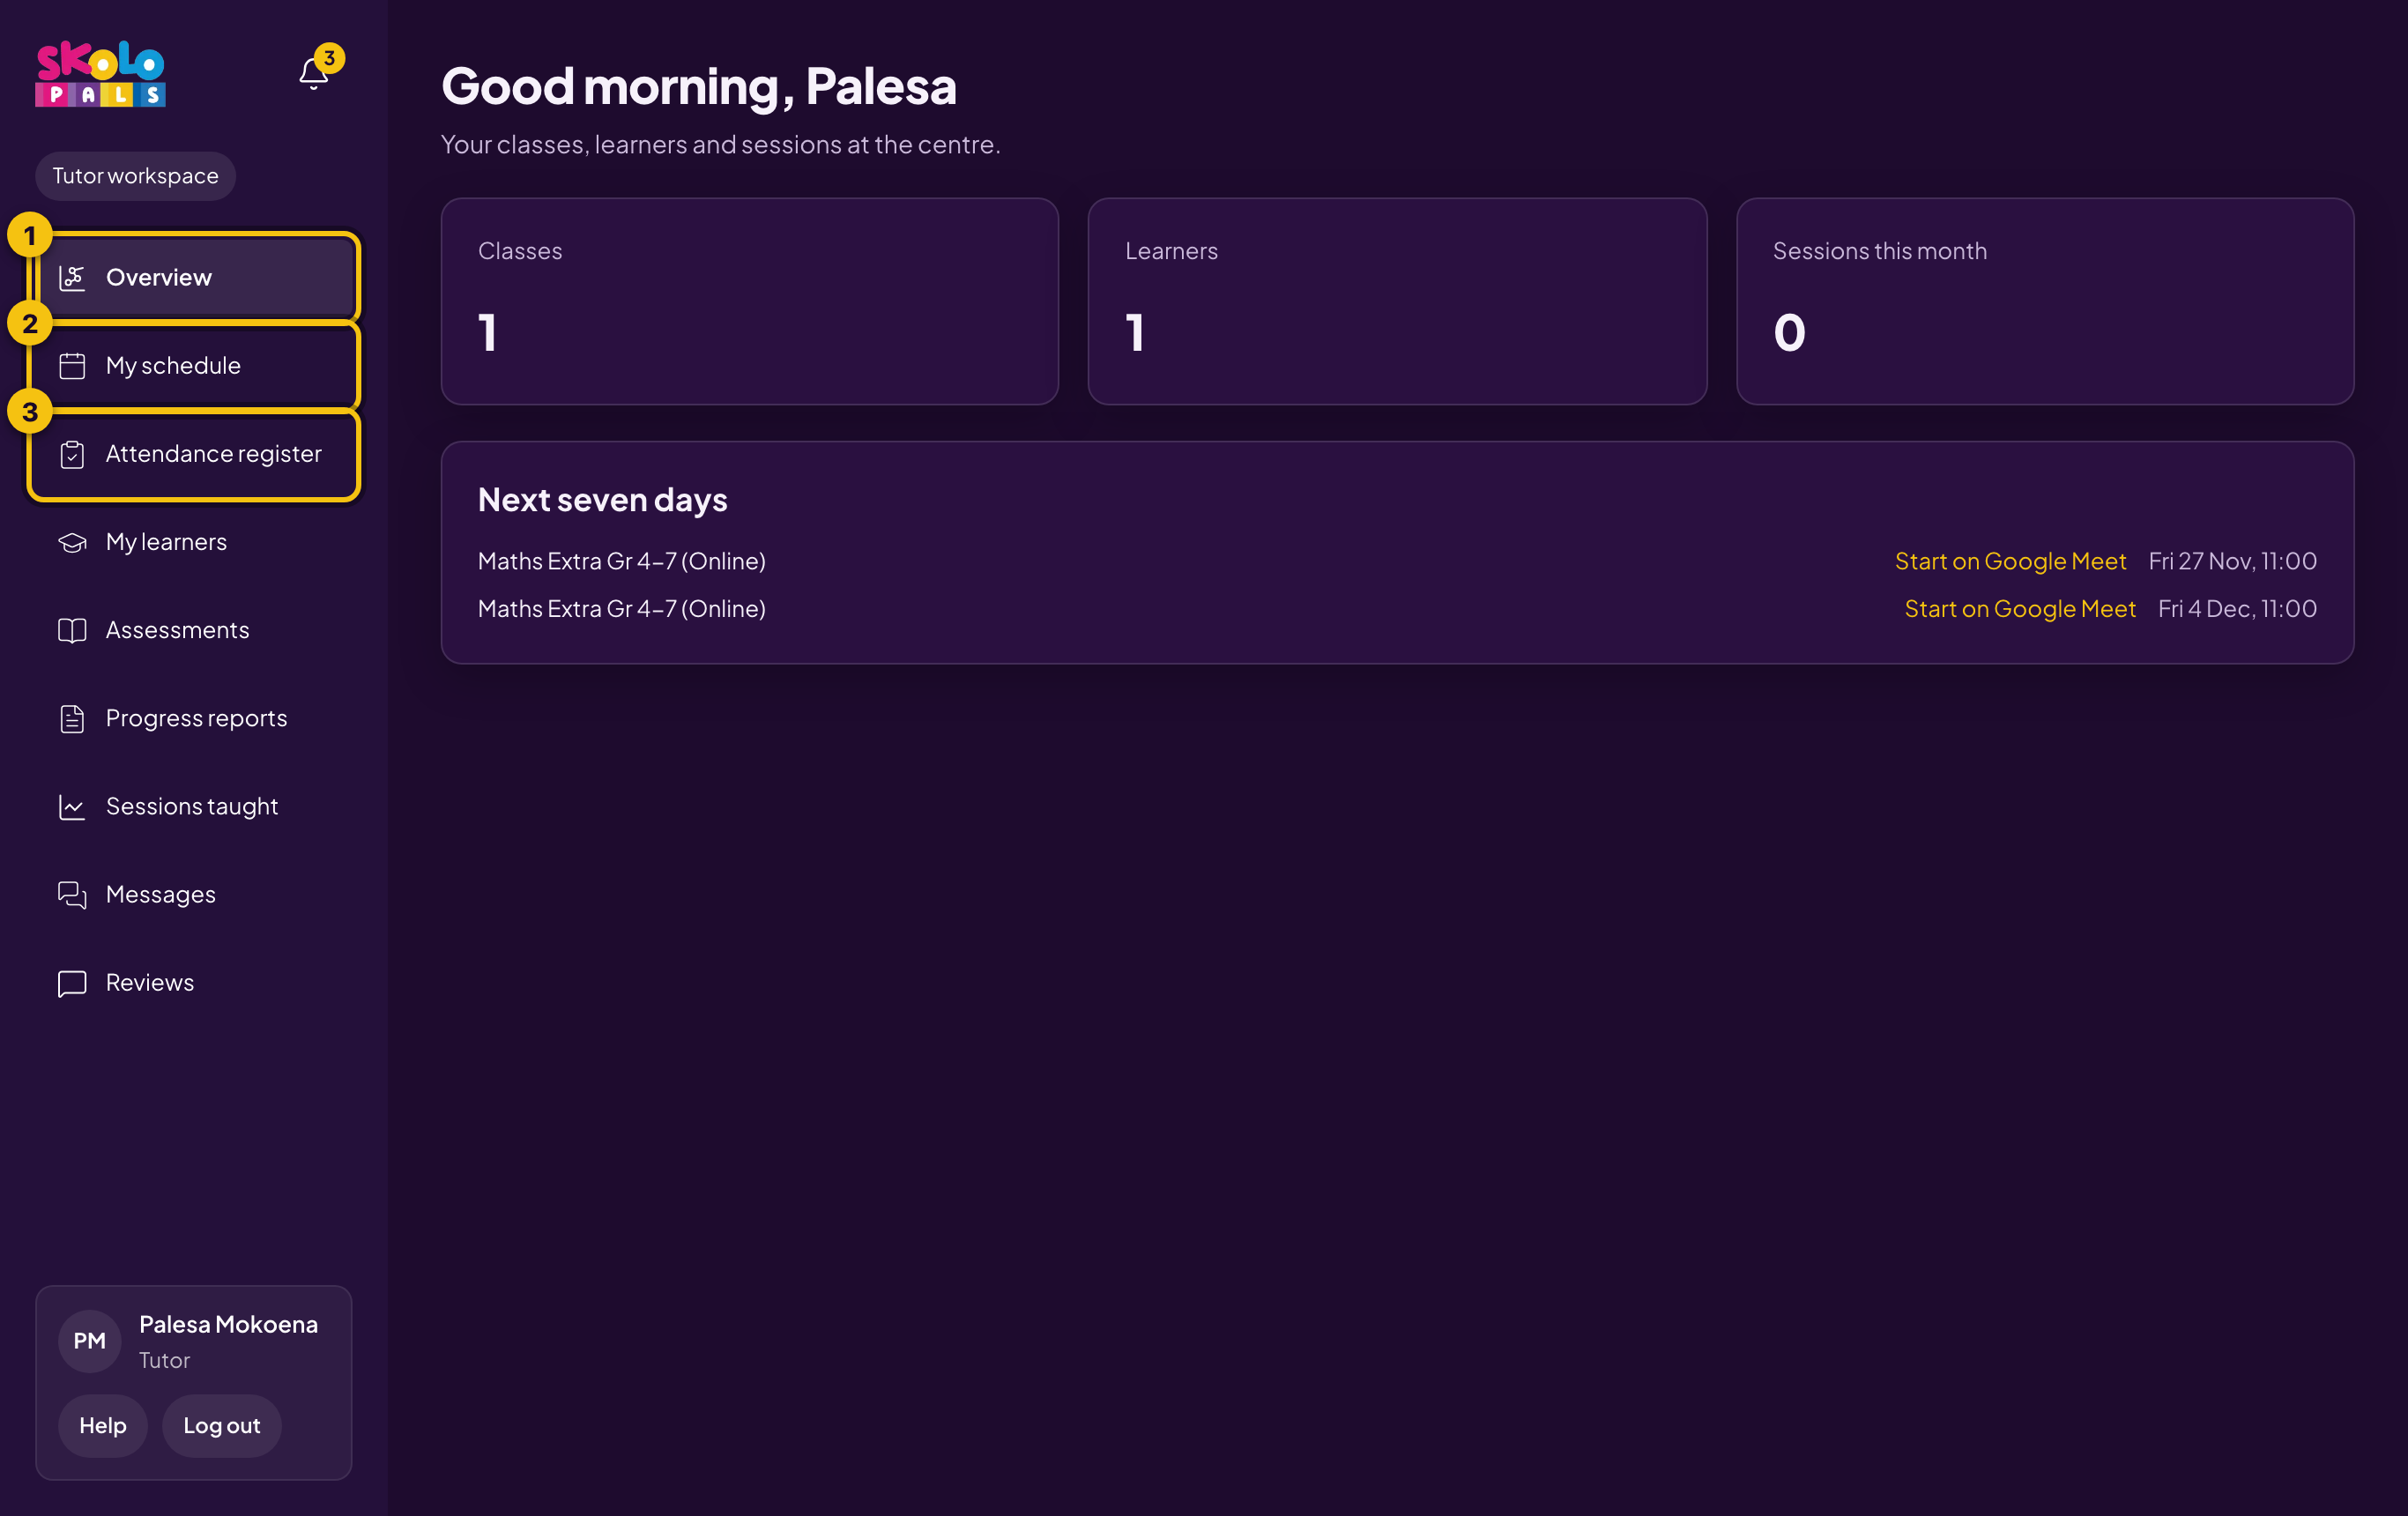 SKOLO
PALS
3
Tutor workspace
1
Overview
2
My schedule
3
Attendance register
My learners
Assessments
Progress reports
Sessions taught
Messages
Reviews
PM
Palesa Mokoena
Tutor
Help
Log out
Good morning, Palesa
Your classes, learners and sessions at the centre.
Classes
1
Learners
1
Sessions this month
0
Next seven days
Maths Extra Gr 4–7 (Online) Start on Google Meet Fri 27 Nov, 11:00
Maths Extra Gr 4–7 (Online) Start on Google Meet Fri 4 Dec, 11:00